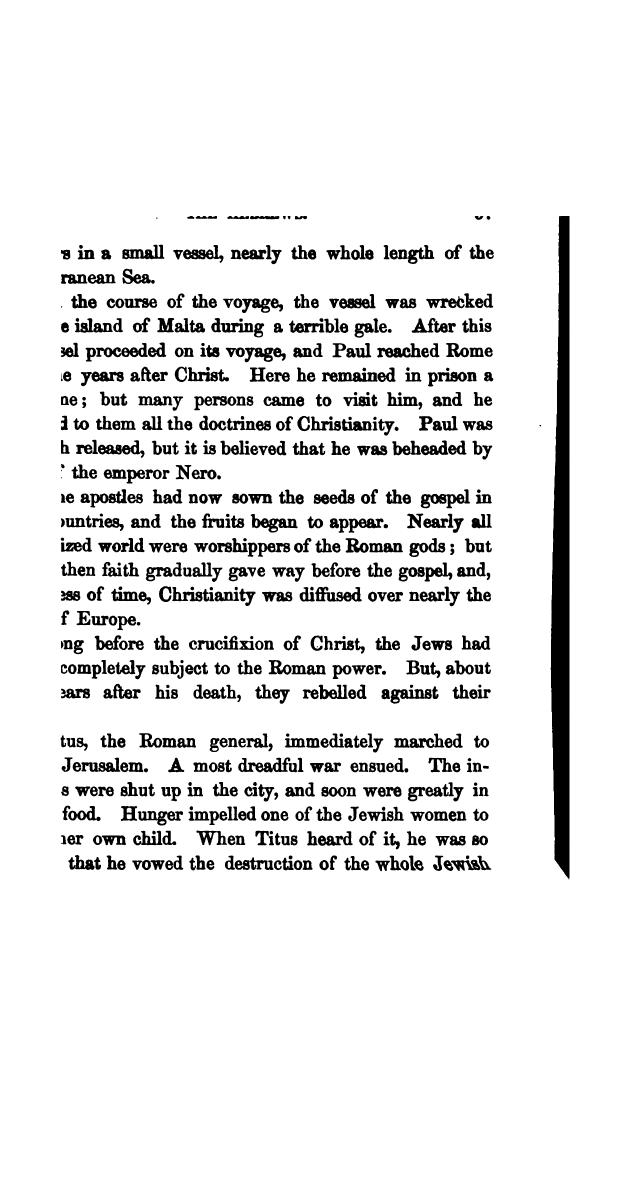 s in a small vessel, nearly the whole length of the
ranean Sea.
the course of the voyage, the vessel was wrecked
e island of Malta during a terrible gale. After this
sel proceeded on its voyage, and Paul reached Rome
e years after Christ. Here he remained in prison a
ne; but many persons came to visit him, and he
d to them all the doctrines of Christianity. Paul was
h released, but it is believed that he was beheaded by
the emperor Nero.
e apostles had now sown the seeds of the gospel in
ountries, and the fruits began to appear. Nearly all
ized world were worshippers of the Roman gods; but
then faith gradually gave way before the gospel, and,
ess of time, Christianity was diffused over nearly the
f Europe.
ong before the crucifixion of Christ, the Jews had
completely subject to the Roman power. But, about
ears after his death, they rebelled against their
tus, the Roman general, immediately marched to
Jerusalem. A most dreadful war ensued. The in-
s were shut up in the city, and soon were greatly in
food. Hunger impelled one of the Jewish women to
her own child. When Titus heard of it, he was so
that he vowed the destruction of the whole Jewish